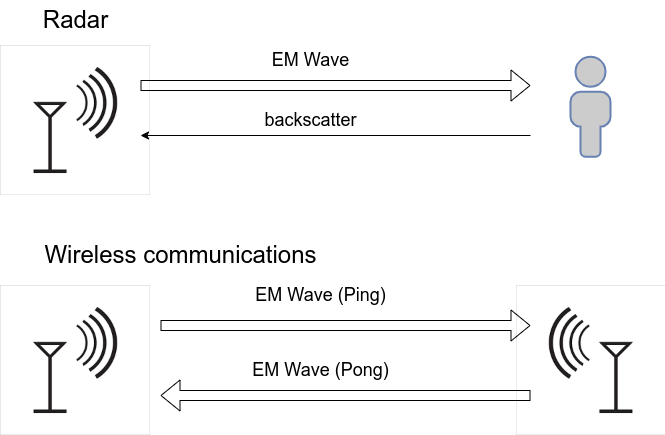 Radar
EM Wave
backscatter
Wireless communications
EM Wave (Ping)
EM Wave (Pong)